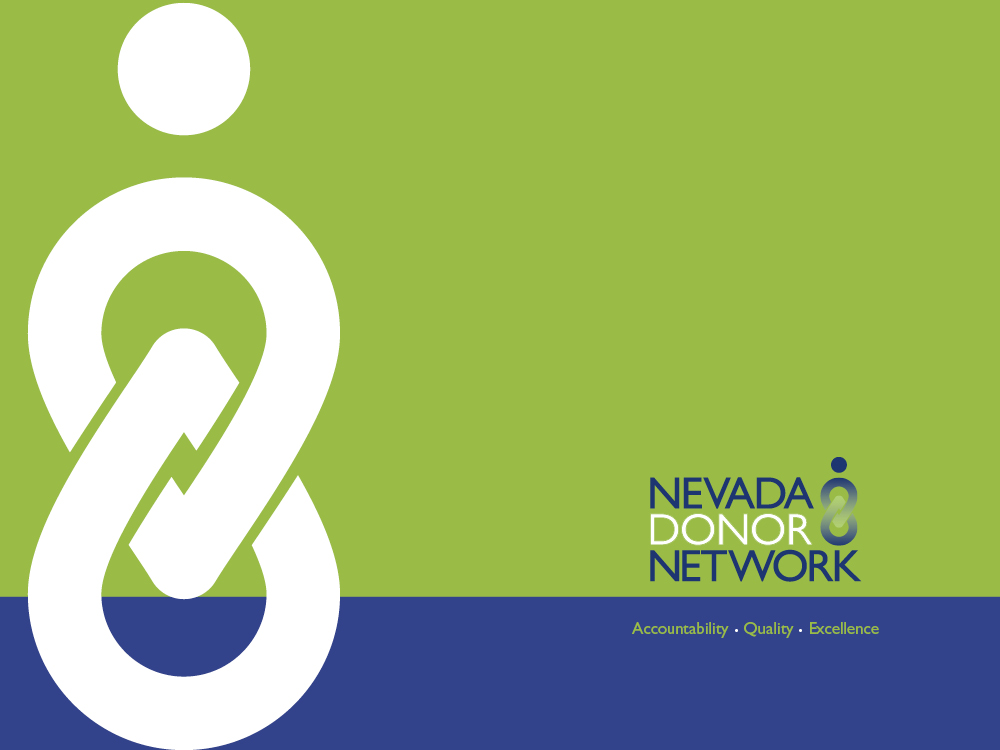 NEVADA
DONOR
NETWORK
Accountability • Quality • Excellence